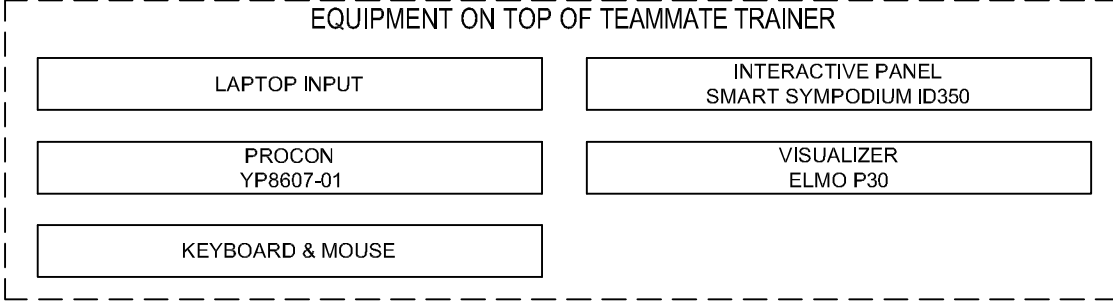 EQUIPMENT ON TOP OF TEAMMATE TRAINER
LAPTOP INPUT
INTERACTIVE PANEL
SMART SYMPODIUM ID350
PROCON
YP8607-01
VISUALIZER
ELMO P30
KEYBOARD & MOUSE